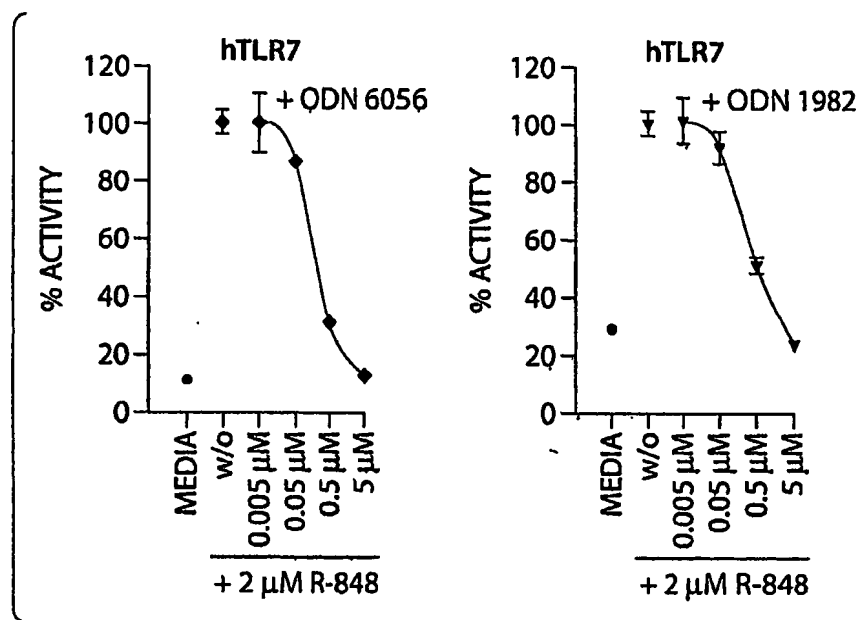 hTLR7
120
100
80
60
40
20
0
% ACTIVITY
+ ODN 6056
MEDIA
w/o
0.005 µM
0.05 µM
0.5 µM
5 µM
+ 2 µM R-848
hTLR7
120
100
80
60
40
20
0
% ACTIVITY
+ ODN 1982
MEDIA
w/o
0.005 µM
0.05 µM
0.5 µM
5 µM
+ 2 µM R-848